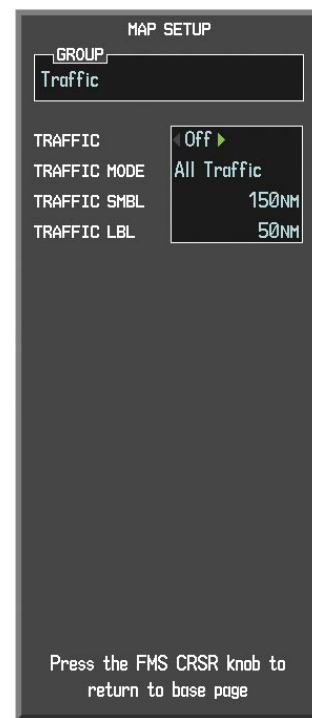 MAP SETUP
GROUP
Traffic
TRAFFIC Off
TRAFFIC MODE All Traffic
TRAFFIC SMBL 150NM
TRAFFIC LBL 50NM
Press the FMS CRSR knob to
return to base page